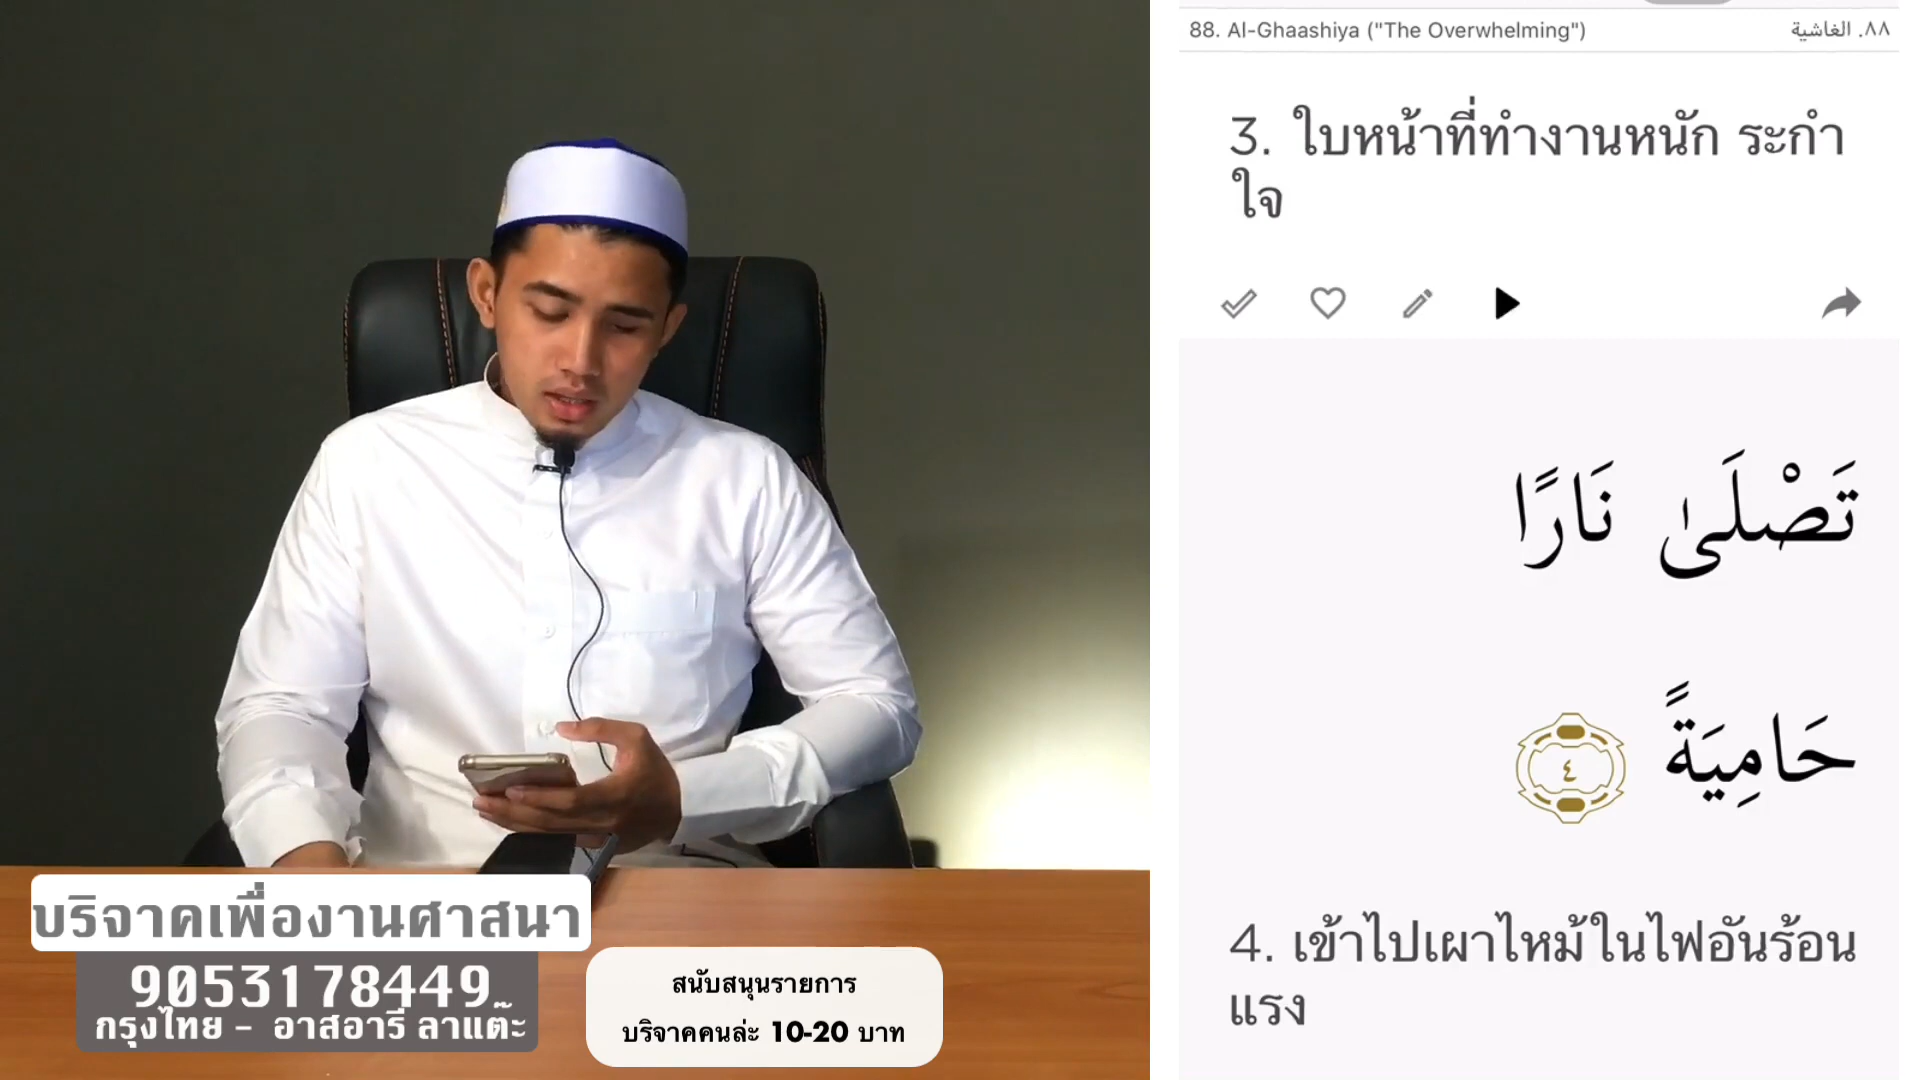 88. Al-Ghaashiya ("The Overwhelming")
٨٨. الغاشية
3. ใบหน้าที่ทำงานหนัก ระกำ
ใจ
تَصْلَىٰ نَارًا
حَامِيَةً ٤
4. เข้าไปเผาไหม้ในไฟอันร้อน
แรง
บริจาคเพื่องานศาสนา
9053178449
กรุงไทย - อาสอารี ลาแต๊ะ
สนับสนุนรายการ
บริจาคคนล่ะ 10-20 บาท